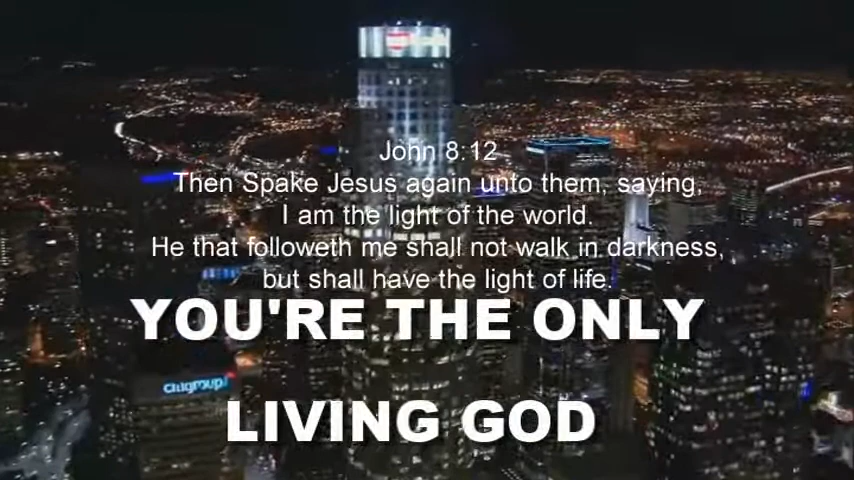 John 8:12
Then Spake Jesus again unto them, saying,
I am the light of the world.
He that followeth me shall not walk in darkness,
but shall have the light of life.
YOU'RE THE ONLY
citigroup
LIVING GOD